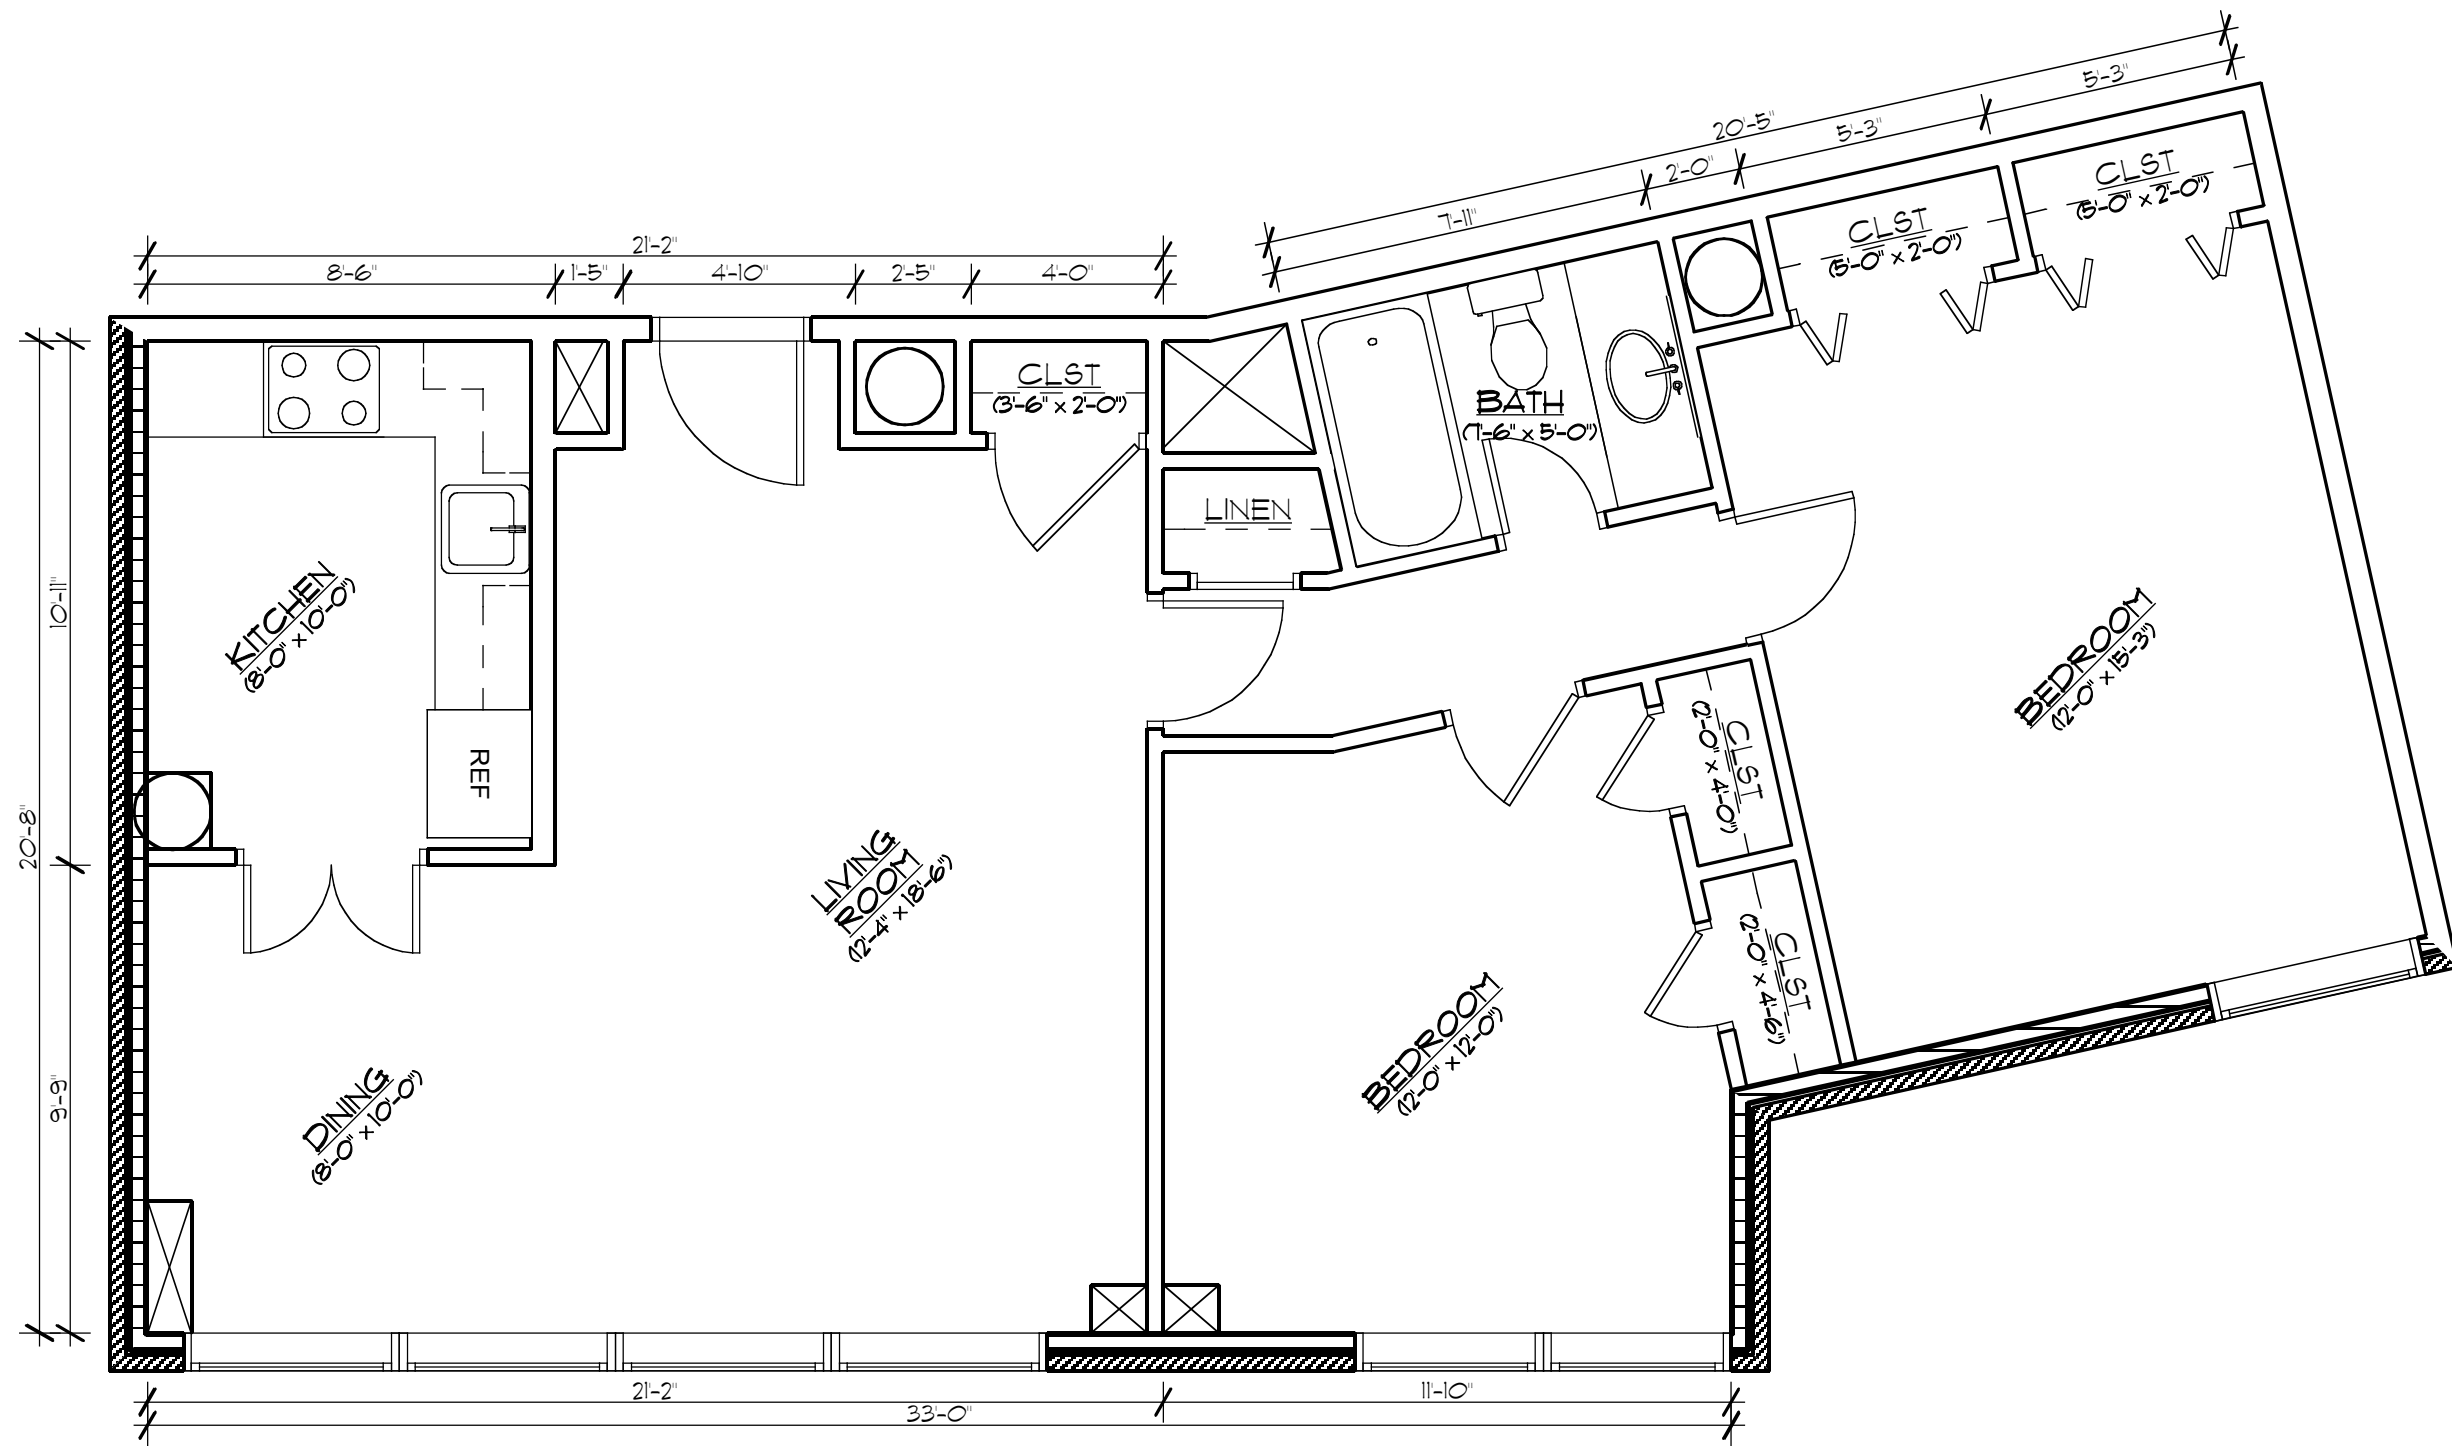 5'-3"
20'-5"
5'-3"
2'-0"
7'-11"
21'-2"
8'-6"
1'-5"
4'-10"
2'-5"
4'-0"
CLST
(5'-0" x 2'-0")
CLST
(5'-0" x 2'-0")
CLST
(3'-6" x 2'-0")
BATH
(7'-6" x 5'-0")
LINEN
KITCHEN
(8'-0" x 10'-0")
10'-11"
REF
BEDROOM
(12'-0" x 15'-3")
CLST
(2'-0" x 4'-0")
20'-8"
LIVING
ROOM
(12'-4" x 18'-6")
CLST
(2'-0" x 4'-6")
BEDROOM
(12'-0" x 12'-0")
9'-9"
DINING
(8'-0" x 10'-0")
21'-2"
11'-10"
33'-0"